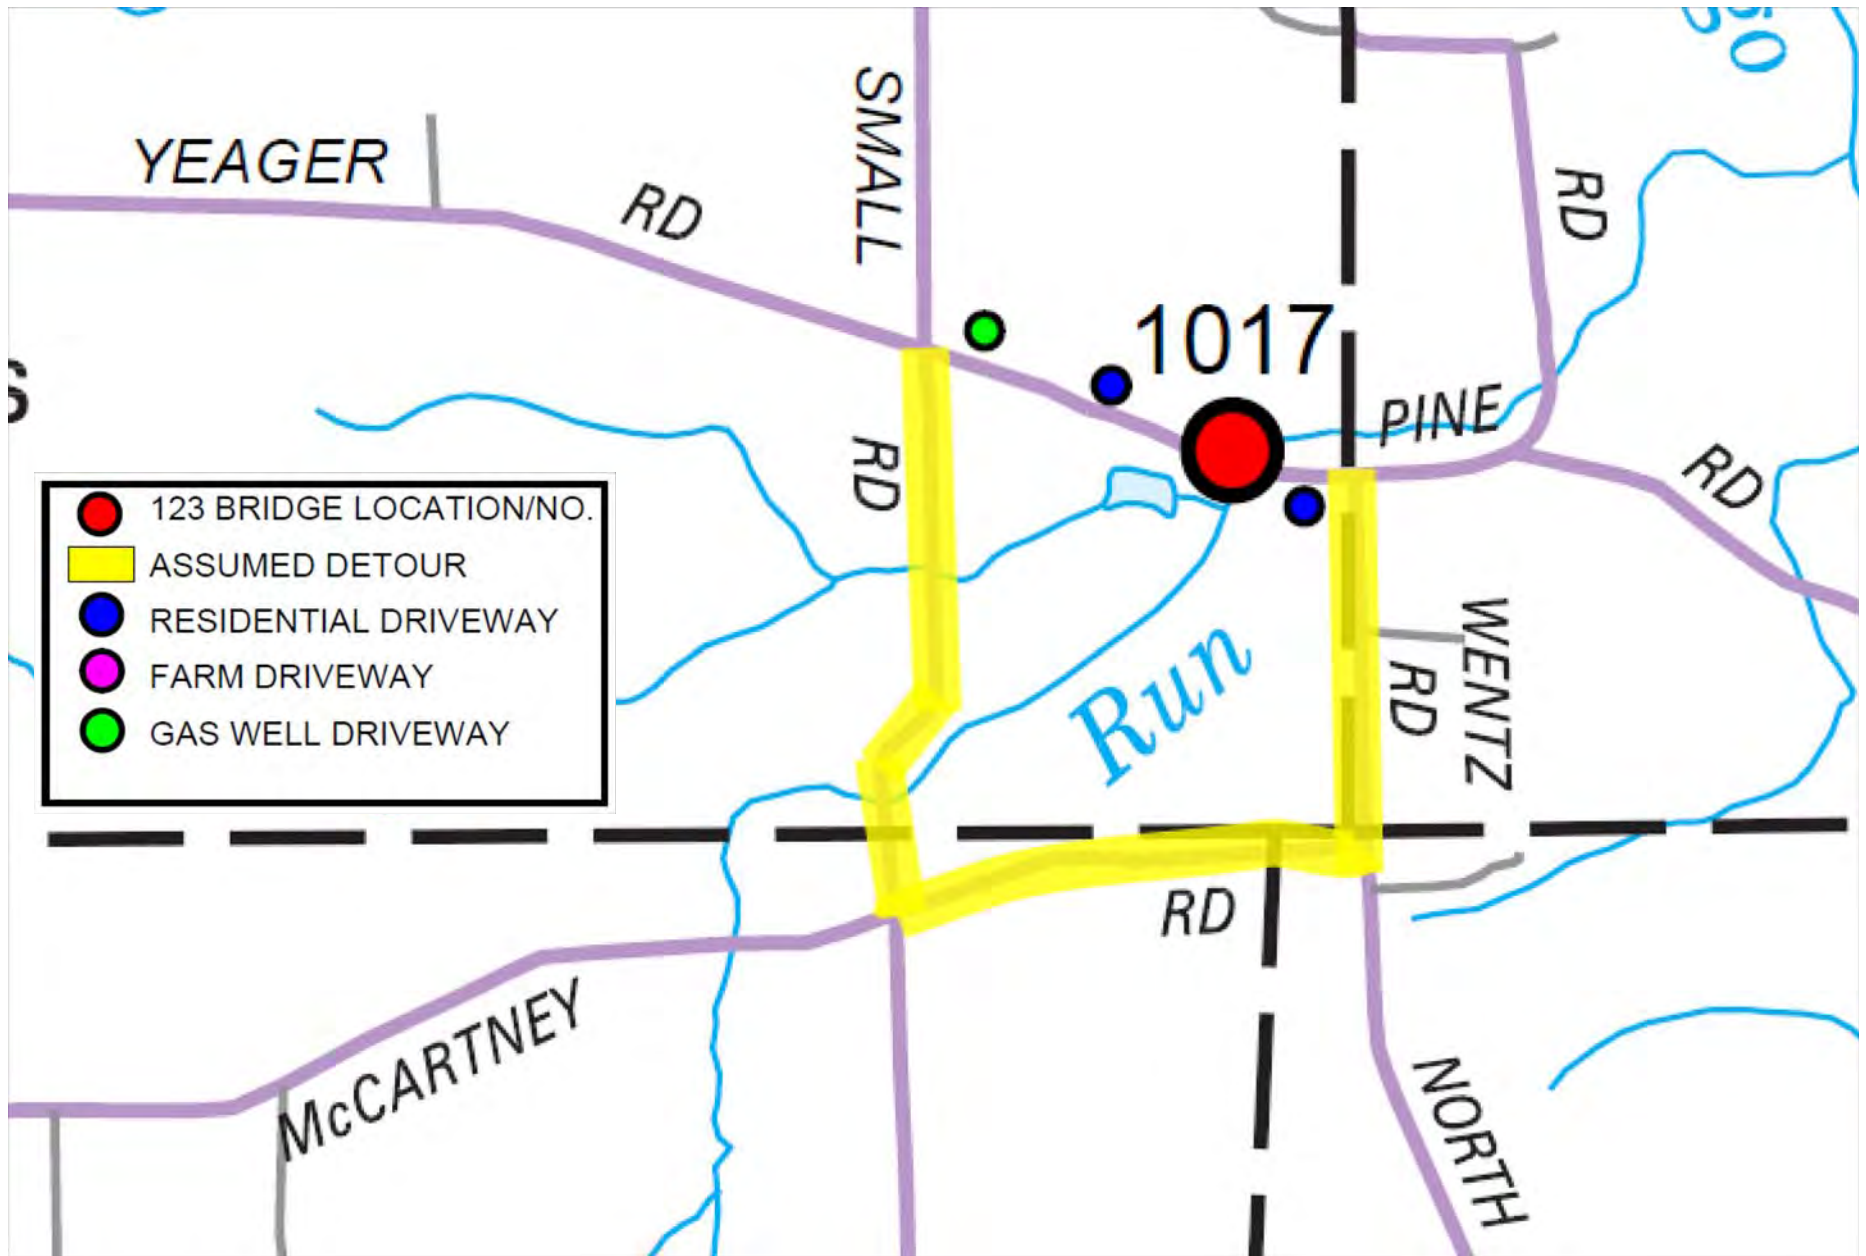 YEAGER
RD
SMALL
RD
1017
PINE
RD
RD
RD
WENTZ
RD
Run
RD
McCARTNEY
NORTH
123 BRIDGE LOCATION/NO.
ASSUMED DETOUR
RESIDENTIAL DRIVEWAY
FARM DRIVEWAY
GAS WELL DRIVEWAY